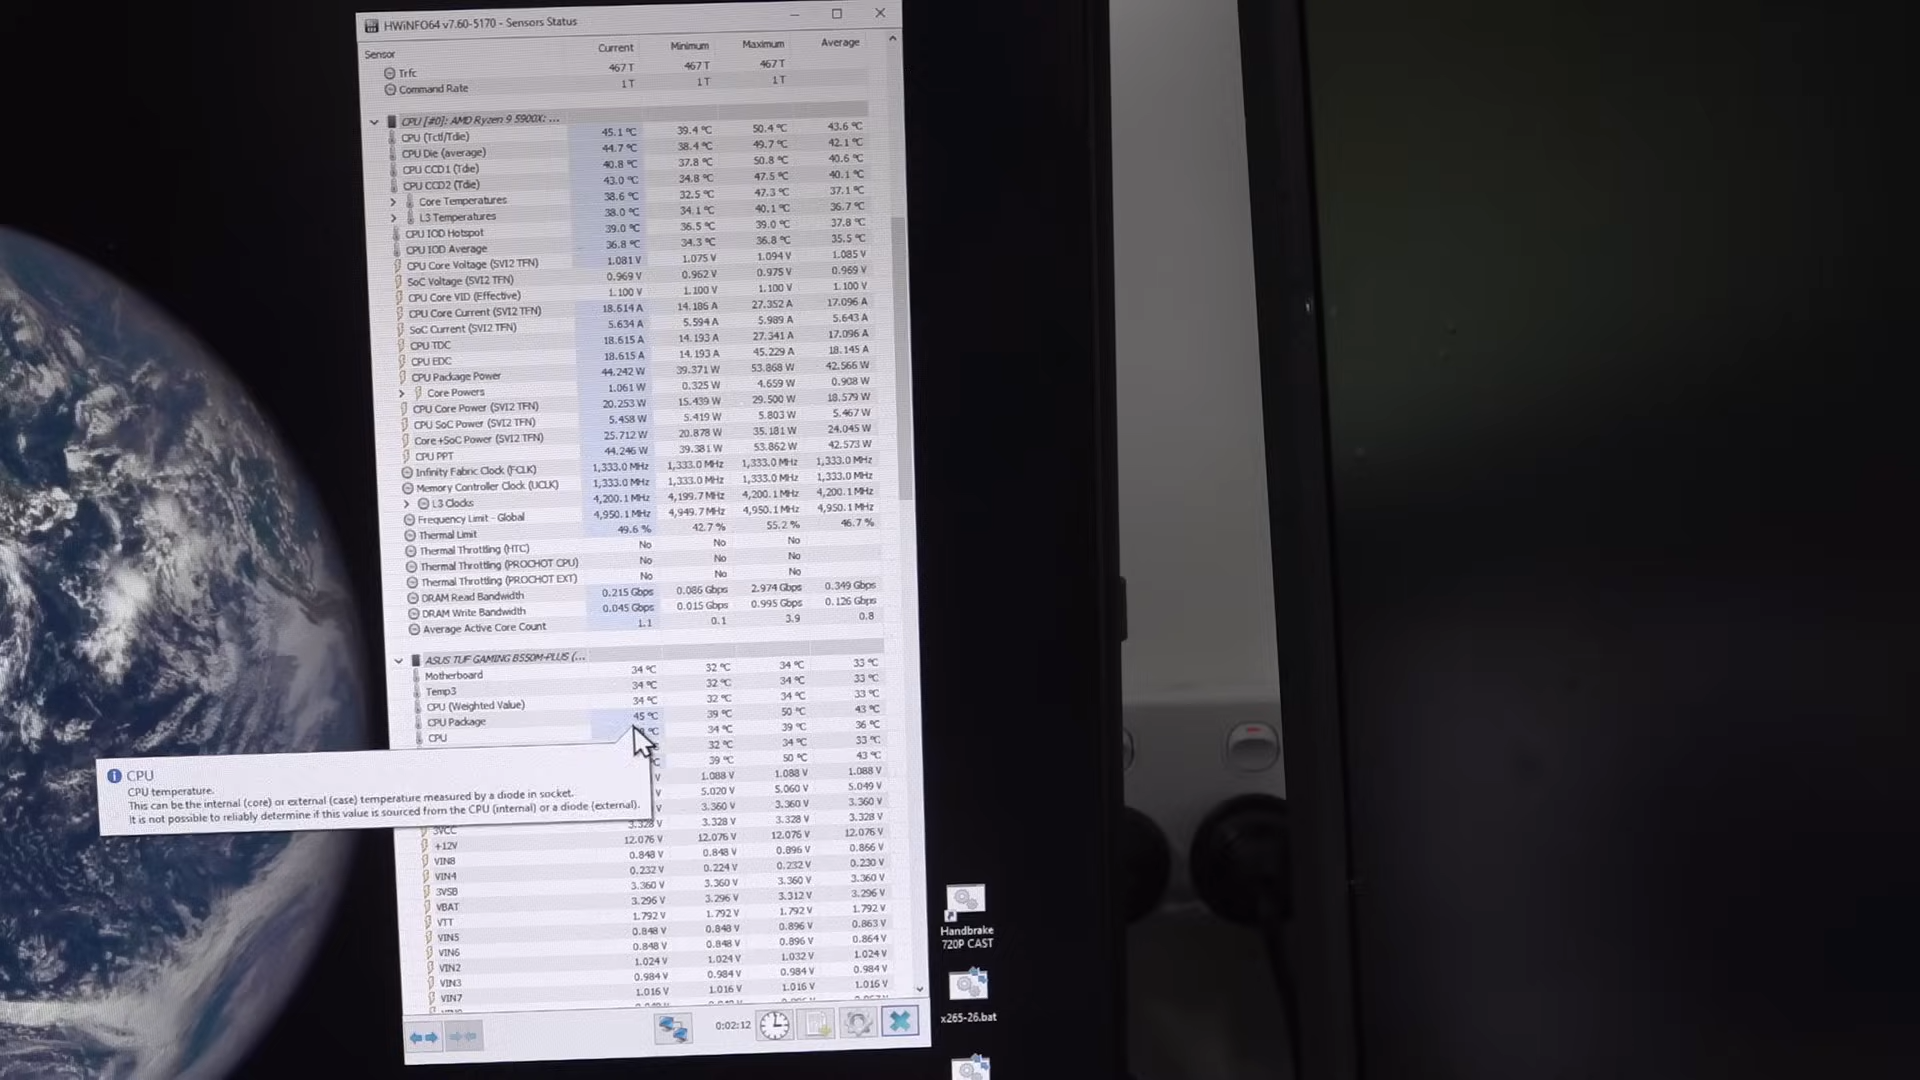 HWiNFO64 v7.60-5170 - Sensors Status
Sensor Current Minimum Maximum Average
Trfc 467 T 467 T 467 T
Command Rate 1 T 1 T 1 T
CPU [#0]: AMD Ryzen 9 5900X: ...
CPU (Tctl/Tdie) 45.1 °C 39.4 °C 50.4 °C 43.6 °C
CPU Die (average) 44.7 °C 38.4 °C 49.7 °C 42.1 °C
CPU CCD1 (Tdie) 40.8 °C 37.8 °C 50.8 °C 40.6 °C
CPU CCD2 (Tdie) 43.0 °C 34.8 °C 47.5 °C 40.1 °C
Core Temperatures 38.6 °C 32.5 °C 47.3 °C 37.1 °C
L3 Temperatures 38.0 °C 34.1 °C 40.1 °C 36.7 °C
CPU IOD Hotspot 39.0 °C 36.5 °C 39.0 °C 37.8 °C
CPU IOD Average 36.8 °C 34.3 °C 36.8 °C 35.5 °C
CPU Core Voltage (SVI2 TFN) 1.081 V 1.075 V 1.094 V 1.085 V
SoC Voltage (SVI2 TFN) 0.969 V 0.962 V 0.975 V 0.969 V
CPU Core VID (Effective) 1.100 V 1.100 V 1.100 V 1.100 V
CPU Core Current (SVI2 TFN) 18.614 A 14.186 A 27.352 A 17.096 A
SoC Current (SVI2 TFN) 5.634 A 5.594 A 5.989 A 5.643 A
CPU TDC 18.615 A 14.193 A 27.341 A 17.096 A
CPU EDC 18.615 A 14.193 A 45.229 A 18.145 A
CPU Package Power 44.242 W 39.371 W 53.868 W 42.566 W
Core Powers 1.061 W 0.325 W 4.659 W 0.908 W
CPU Core Power (SVI2 TFN) 20.253 W 15.439 W 29.500 W 18.579 W
CPU SoC Power (SVI2 TFN) 5.458 W 5.419 W 5.803 W 5.467 W
Core+SoC Power (SVI2 TFN) 25.712 W 20.878 W 35.181 W 24.045 W
CPU PPT 44.246 W 39.381 W 53.862 W 42.573 W
Infinity Fabric Clock (FCLK) 1,333.0 MHz 1,333.0 MHz 1,333.0 MHz 1,333.0 MHz
Memory Controller Clock (UCLK) 1,333.0 MHz 1,333.0 MHz 1,333.0 MHz 1,333.0 MHz
L3 Clocks 4,200.1 MHz 4,199.7 MHz 4,200.1 MHz 4,200.1 MHz
Frequency Limit - Global 4,950.1 MHz 4,949.7 MHz 4,950.1 MHz 4,950.1 MHz
Thermal Limit 49.6 % 42.7 % 55.2 % 46.7 %
Thermal Throttling (HTC) No No No
Thermal Throttling (PROCHOT CPU) No No No
Thermal Throttling (PROCHOT EXT) No No No
DRAM Read Bandwidth 0.215 Gbps 0.086 Gbps 2.974 Gbps 0.349 Gbps
DRAM Write Bandwidth 0.045 Gbps 0.015 Gbps 0.995 Gbps 0.126 Gbps
Average Active Core Count 1.1 0.1 3.9 0.8
ASUS TUF GAMING B550M-PLUS (...
Motherboard 34 °C 32 °C 34 °C 33 °C
Temp3 34 °C 32 °C 34 °C 33 °C
CPU (Weighted Value) 34 °C 32 °C 34 °C 33 °C
CPU Package 45 °C 39 °C 50 °C 43 °C
CPU °C 34 °C 39 °C 36 °C
32 °C 34 °C 33 °C
°C 39 °C 50 °C 43 °C
V 1.088 V 1.088 V 1.088 V
V 5.020 V 5.060 V 5.049 V
3.360 V 3.360 V 3.360 V
3.328 V 3.328 V 3.328 V 3.328 V
CPU
CPU temperature.
This can be the internal (core) or external (case) temperature measured by a diode in socket.
It is not possible to reliably determine if this value is sourced from the CPU (internal) or a diode (external).
3VCC
+12V 12.076 V 12.076 V 12.076 V 12.076 V
VIN8 0.848 V 0.848 V 0.896 V 0.866 V
VIN4 0.232 V 0.224 V 0.232 V 0.230 V
3VSB 3.360 V 3.360 V 3.360 V 3.360 V
VBAT 3.296 V 3.296 V 3.312 V 3.296 V
VTT 1.792 V 1.792 V 1.792 V 1.792 V
VIN5 0.848 V 0.848 V 0.896 V 0.863 V
VIN6 0.848 V 0.848 V 0.896 V 0.864 V
VIN2 1.024 V 1.024 V 1.032 V 1.024 V
VIN3 0.984 V 0.984 V 0.984 V 0.984 V
VIN7 1.016 V 1.016 V 1.016 V 1.016 V
0:02:12
Handbrake
720P CAST
x265-26.bat